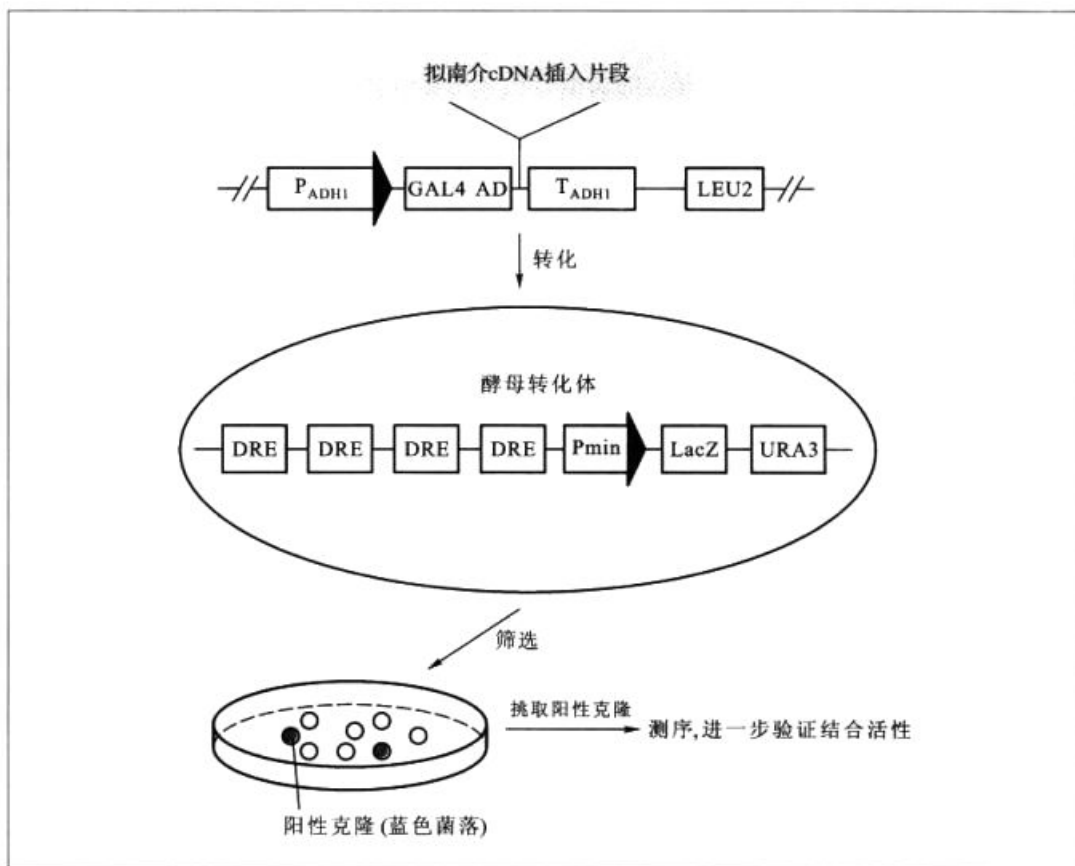 拟南介cDNA插入片段
P_ADH1 GAL4 AD T_ADH1 LEU2
转化
酵母转化体
DRE DRE DRE DRE Pmin LacZ URA3
筛选
挑取阳性克隆
测序,进一步验证结合活性
阳性克隆(蓝色菌落)